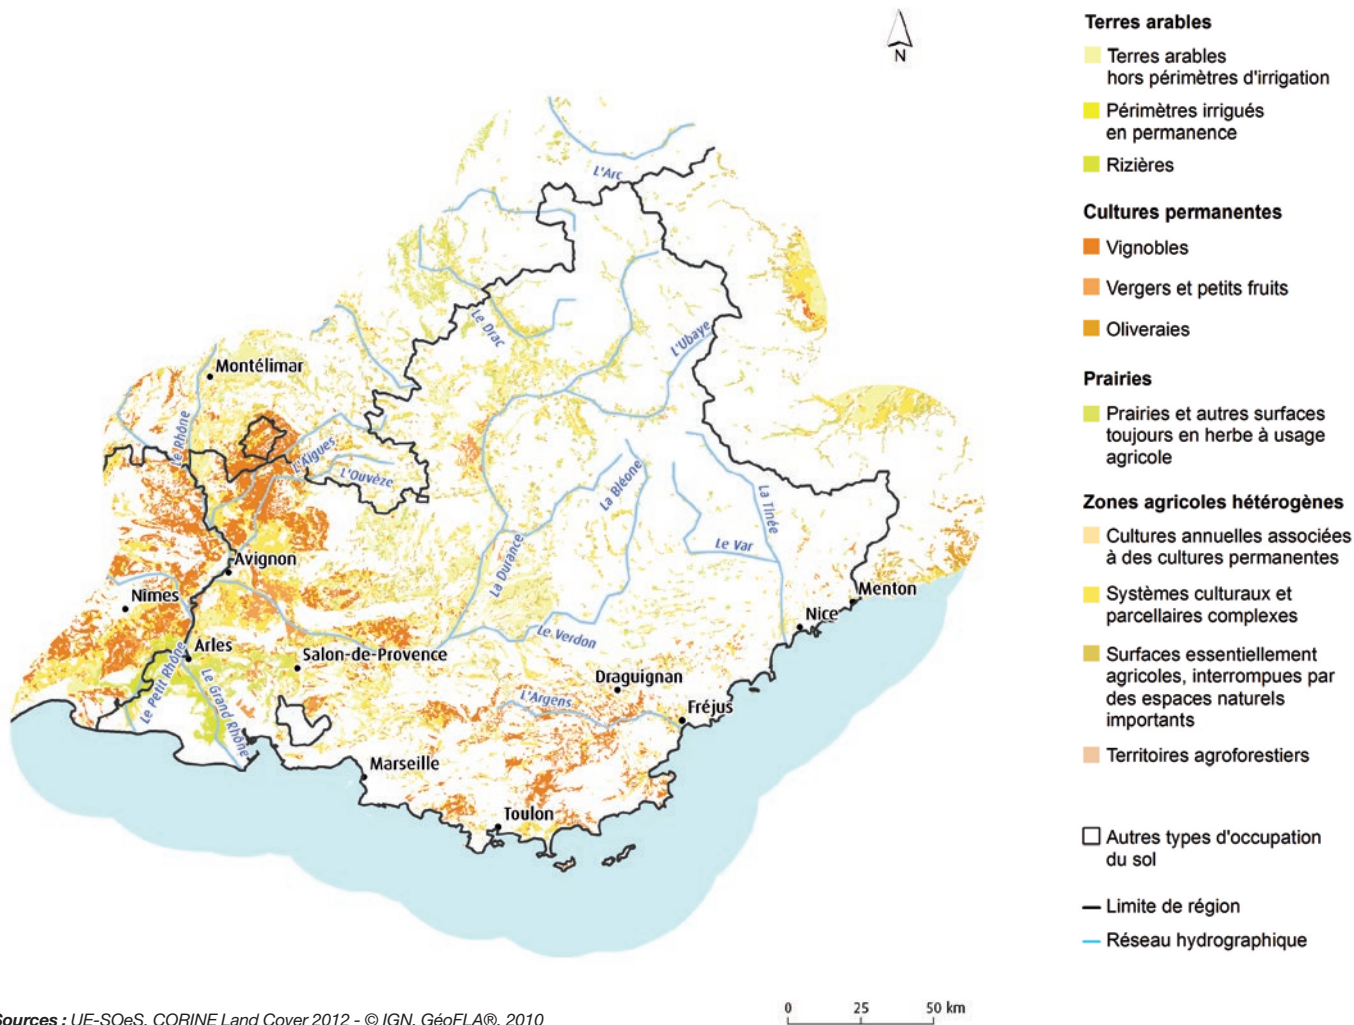 N
L'Arc
Le Drac
L'Ubaye
Montélimar
Le Rhône
L'Aigues
L'Ouvèze
La Bléone
La Tinée
La Durance
Le Var
Avignon
Nîmes
Menton
Nice
Le Verdon
Arles
Salon-de-Provence
Le Petit Rhône
Le Grand Rhône
Draguignan
L'Argens
Fréjus
Marseille
Toulon
Terres arables
Terres arables
hors périmètres d'irrigation
Périmètres irrigués
en permanence
Rizières
Cultures permanentes
Vignobles
Vergers et petits fruits
Oliveraies
Prairies
Prairies et autres surfaces
toujours en herbe à usage
agricole
Zones agricoles hétérogènes
Cultures annuelles associées
à des cultures permanentes
Systèmes culturaux et
parcellaires complexes
Surfaces essentiellement
agricoles, interrompues par
des espaces naturels
importants
Territoires agroforestiers
Autres types d'occupation
du sol
Limite de région
Réseau hydrographique
0 25 50 km
Sources : UE-SOeS, CORINE Land Cover 2012 - © IGN, GéoFLA®, 2010